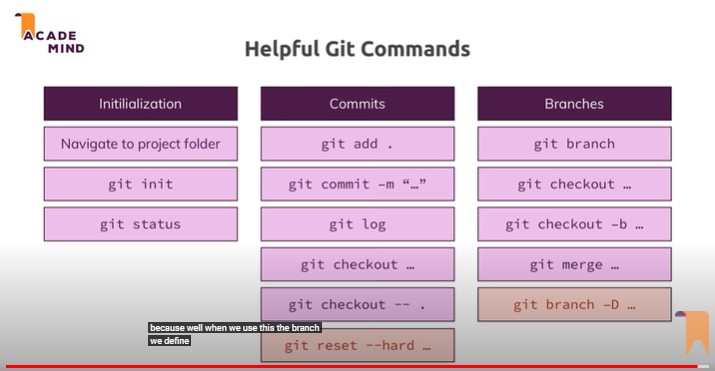 ACADE
MIND
Helpful Git Commands
Initilialization
Navigate to project folder
git init
git status
Commits
git add .
git commit –m “…”
git log
git checkout …
git checkout -- .
git reset --hard …
Branches
git branch
git checkout …
git checkout –b …
git merge …
git branch –D …
because well when we use this the branch
we define